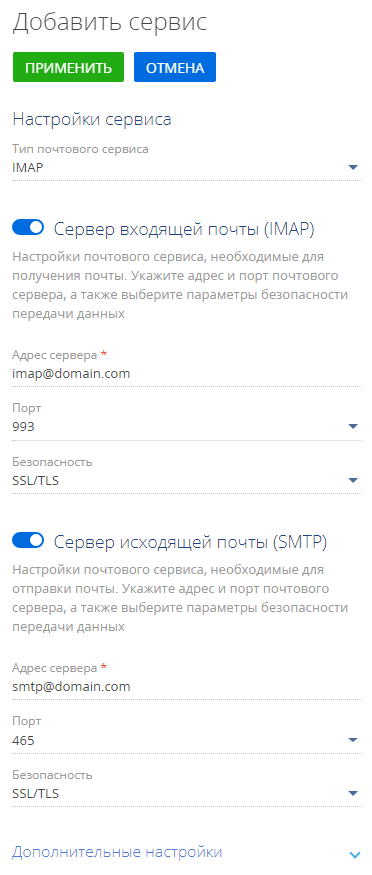 Добавить сервис
ПРИМЕНИТЬ ОТМЕНА
Настройки сервиса
Тип почтового сервиса
IMAP
Сервер входящей почты (IMAP)
Настройки почтового сервиса, необходимые для
получения почты. Укажите адрес и порт почтового
сервера, а также выберите параметры безопасности
передачи данных
Адрес сервера *
imap@domain.com
Порт
993
Безопасность
SSL/TLS
Сервер исходящей почты (SMTP)
Настройки почтового сервиса, необходимые для
отправки почты. Укажите адрес и порт почтового
сервера, а также выберите параметры безопасности
передачи данных
Адрес сервера *
smtp@domain.com
Порт
465
Безопасность
SSL/TLS
Дополнительные настройки